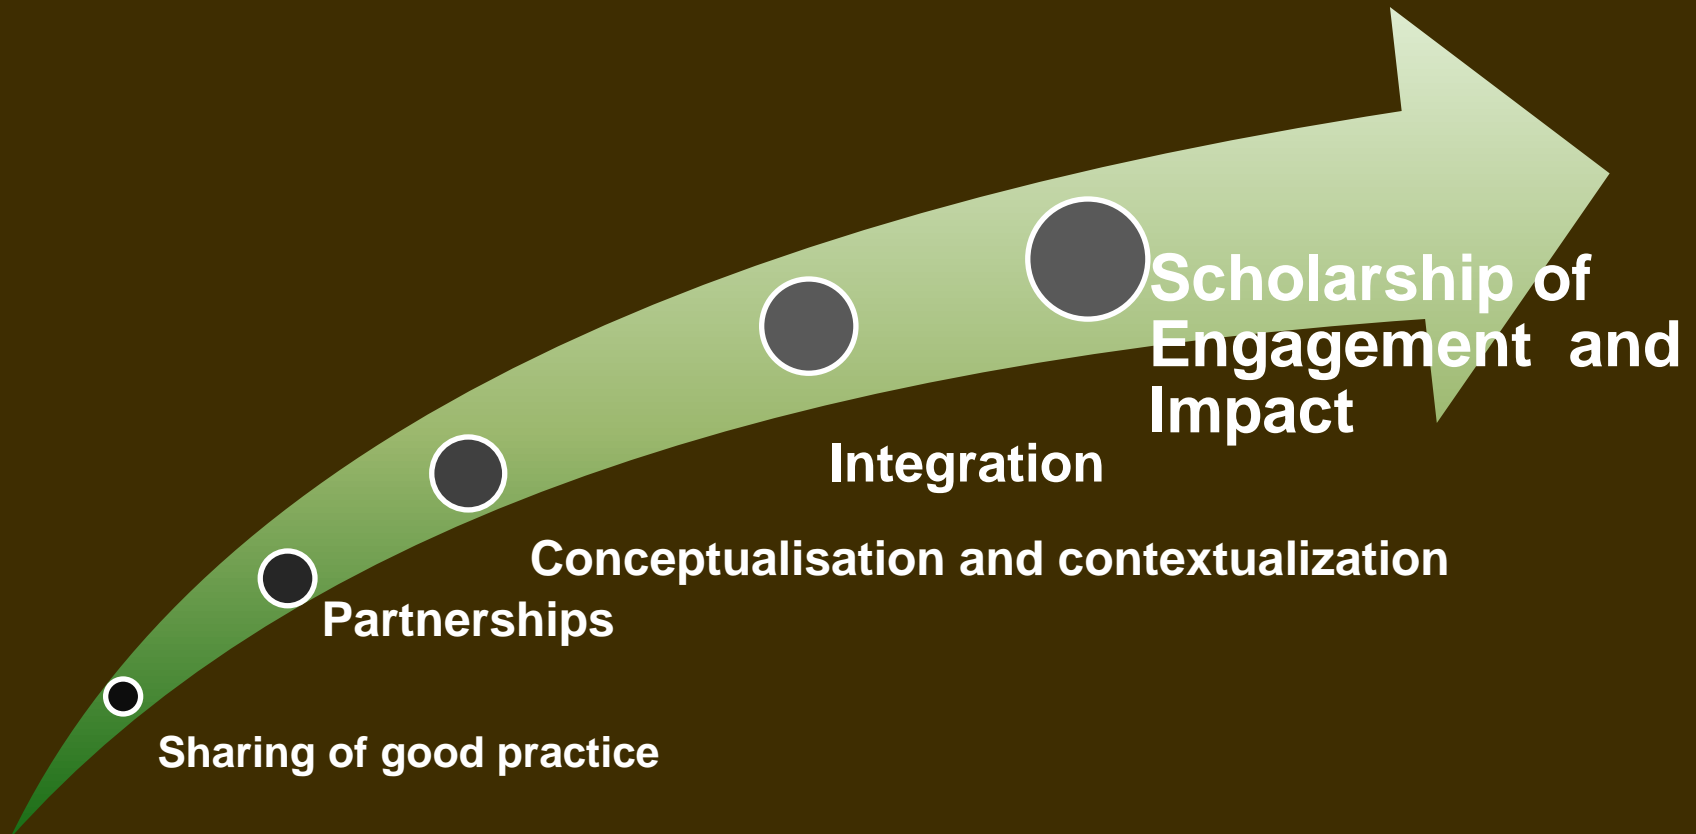 Scholarship of
Engagement and
Impact
Integration
Conceptualisation and contextualization
Partnerships
Sharing of good practice